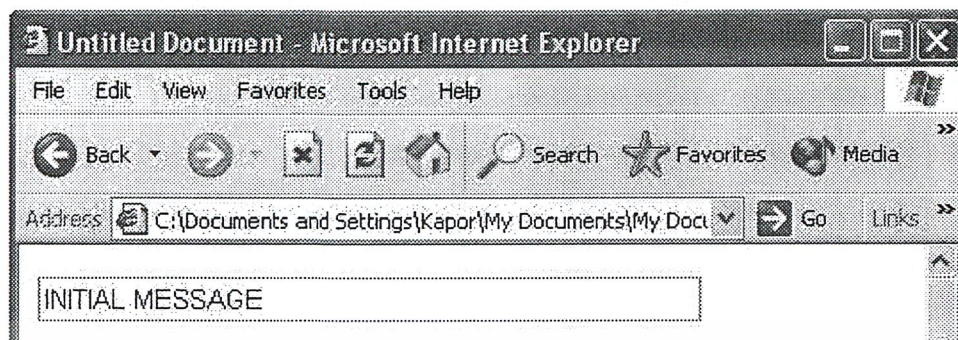 Untitled Document - Microsoft Internet Explorer
File Edit View Favorites Tools Help
Back Search Favorites Media »
Address C:\Documents and Settings\Kapor\My Documents\My Docu Go Links »
INITIAL MESSAGE